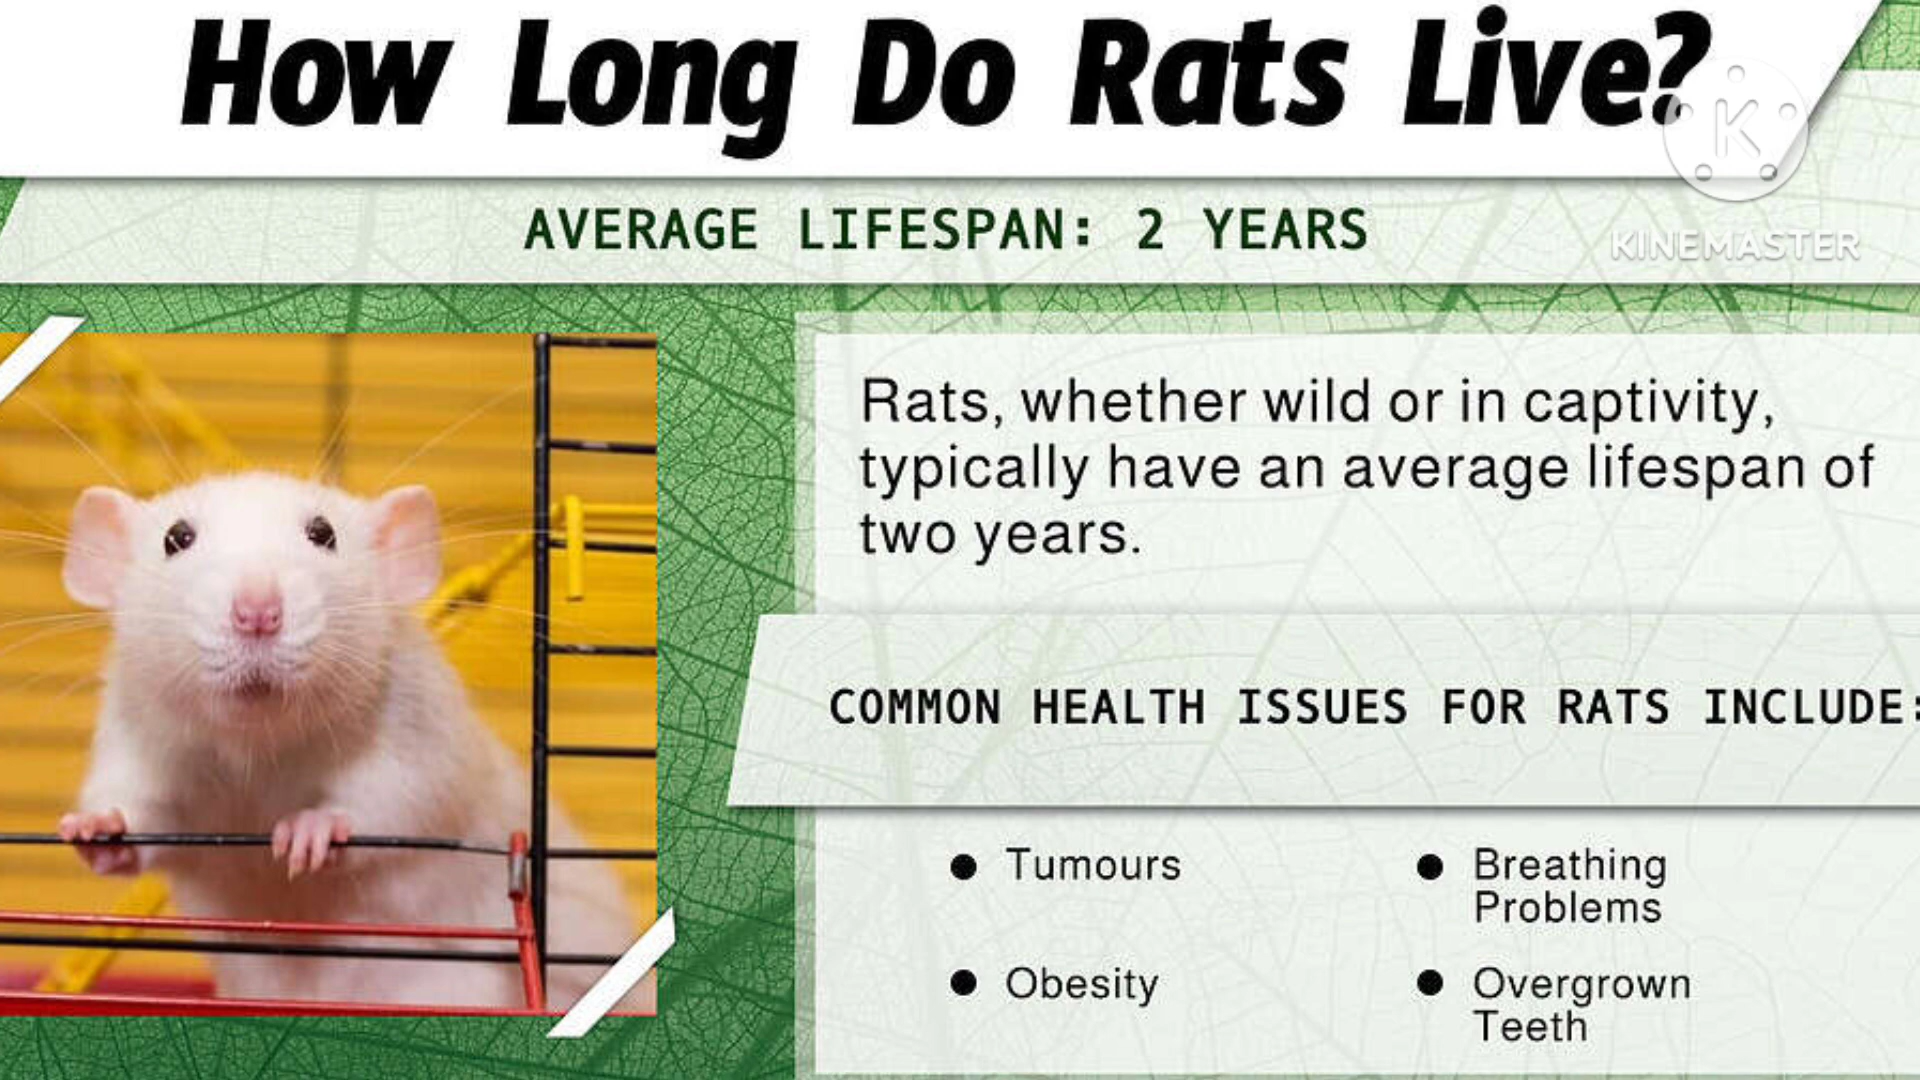 How Long Do Rats Live?
K
KINEMASTER
AVERAGE LIFESPAN: 2 YEARS
Rats, whether wild or in captivity,
typically have an average lifespan of
two years.
COMMON HEALTH ISSUES FOR RATS INCLUDE:
● Tumours
● Breathing
Problems
● Obesity
● Overgrown
Teeth